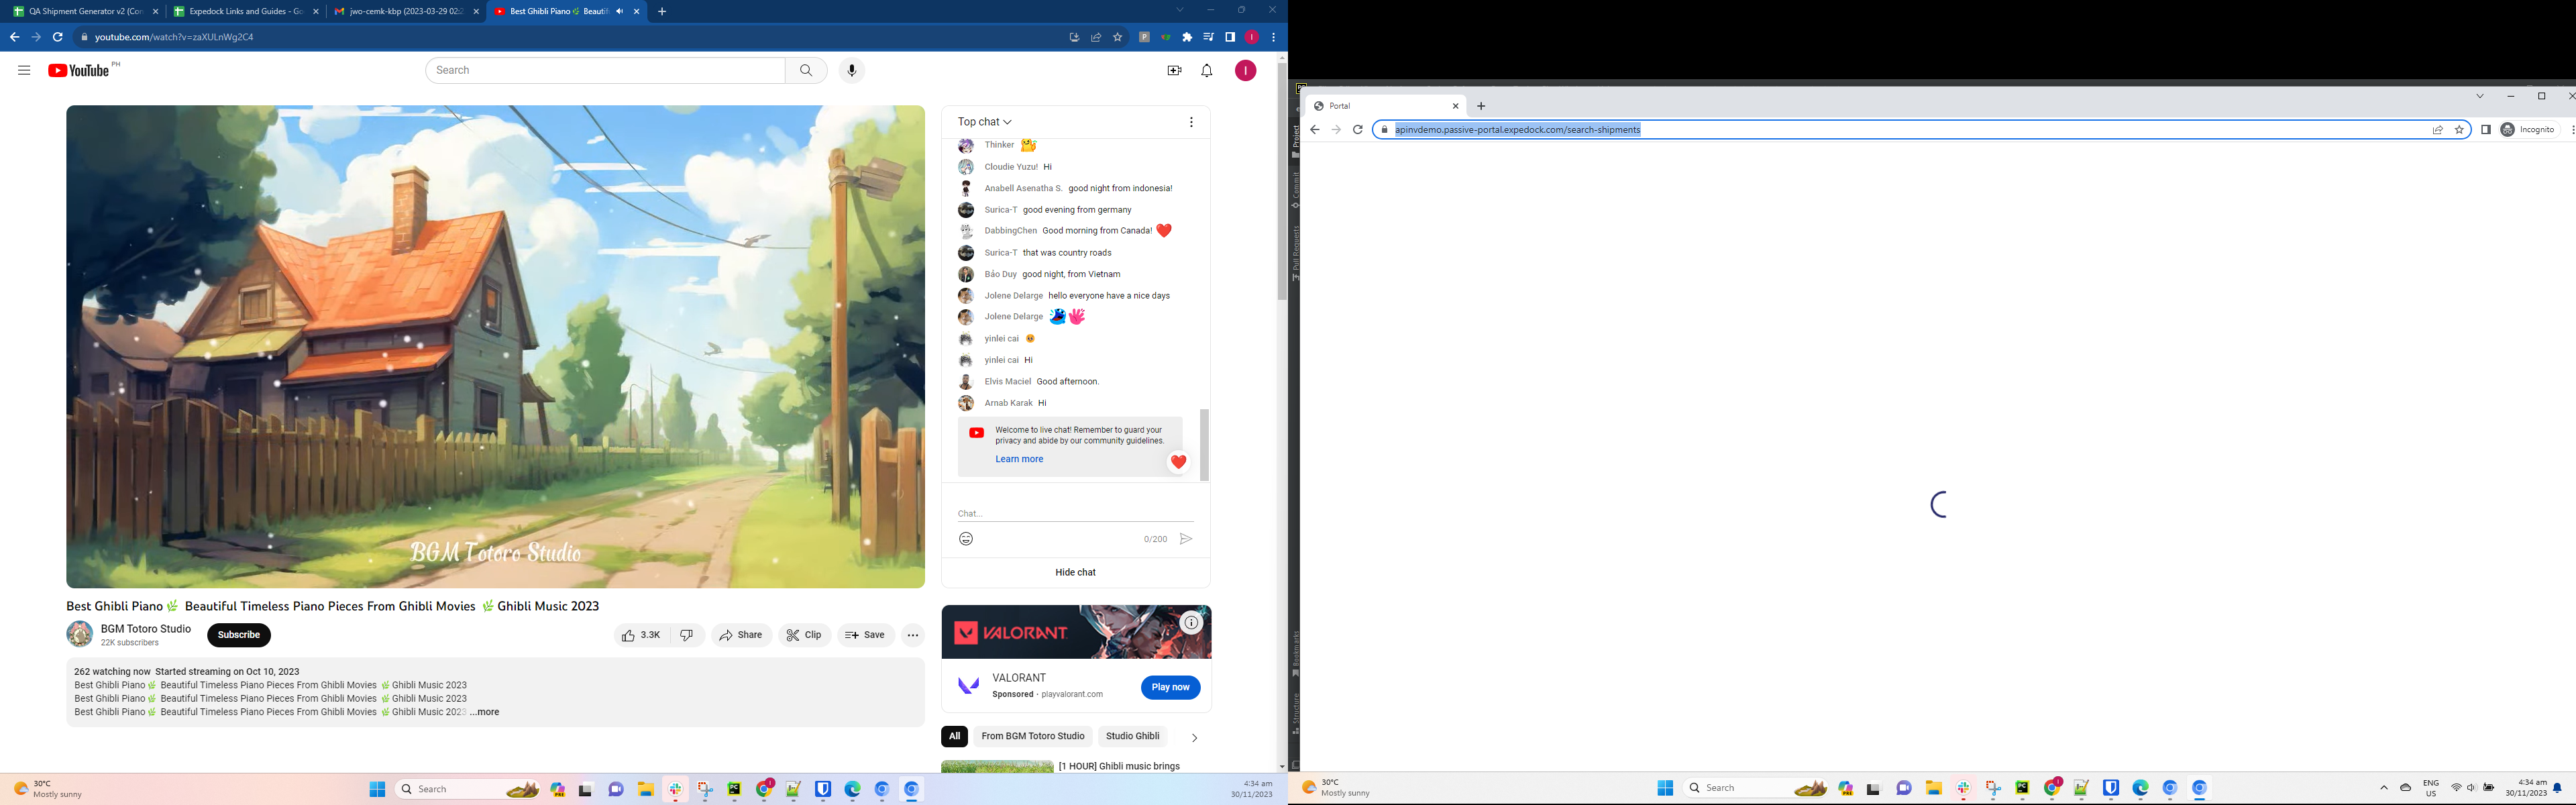 QA Shipment Generator v2 (Con
Expedock Links and Guides - Go
jwo-cemk-kbp (2023-03-29 02:2
Best Ghibli Piano🌿 Beautif
youtube.com/watch?v=zaXULnWg2C4
YouTube PH
Search
I
Top chat
Thinker
Cloudie Yuzu! Hi
Anabell Asenatha S. good night from indonesia!
Surica-T good evening from germany
DabbingChen Good morning from Canada! ❤️
Surica-T that was country roads
Bảo Duy good night, from Vietnam
Jolene Delarge hello everyone have a nice days
Jolene Delarge
yinlei cai
yinlei cai Hi
Elvis Maciel Good afternoon.
Arnab Karak Hi
Welcome to live chat! Remember to guard your
privacy and abide by our community guidelines.
Learn more
Chat...
0/200
Hide chat
BGM Totoro Studio
Best Ghibli Piano🌿 Beautiful Timeless Piano Pieces From Ghibli Movies 🌿Ghibli Music 2023
BGM Totoro Studio
22K subscribers
Subscribe
3.3K
Share
Clip
Save
262 watching now Started streaming on Oct 10, 2023
Best Ghibli Piano🌿 Beautiful Timeless Piano Pieces From Ghibli Movies 🌿Ghibli Music 2023
Best Ghibli Piano🌿 Beautiful Timeless Piano Pieces From Ghibli Movies 🌿Ghibli Music 2023
Best Ghibli Piano🌿 Beautiful Timeless Piano Pieces From Ghibli Movies 🌿Ghibli Music 2023 ...more
VALORANT
VALORANT
Sponsored · playvalorant.com
Play now
All
From BGM Totoro Studio
Studio Ghibli
[1 HOUR] Ghibli music brings
30°C
Mostly sunny
Search
4:34 am
30/11/2023
Portal
apinvdemo.passive-portal.expedock.com/search-shipments
Incognito
Project
Commit
Pull Requests
Bookmarks
Structure
30°C
Mostly sunny
Search
ENG
US
4:34 am
30/11/2023